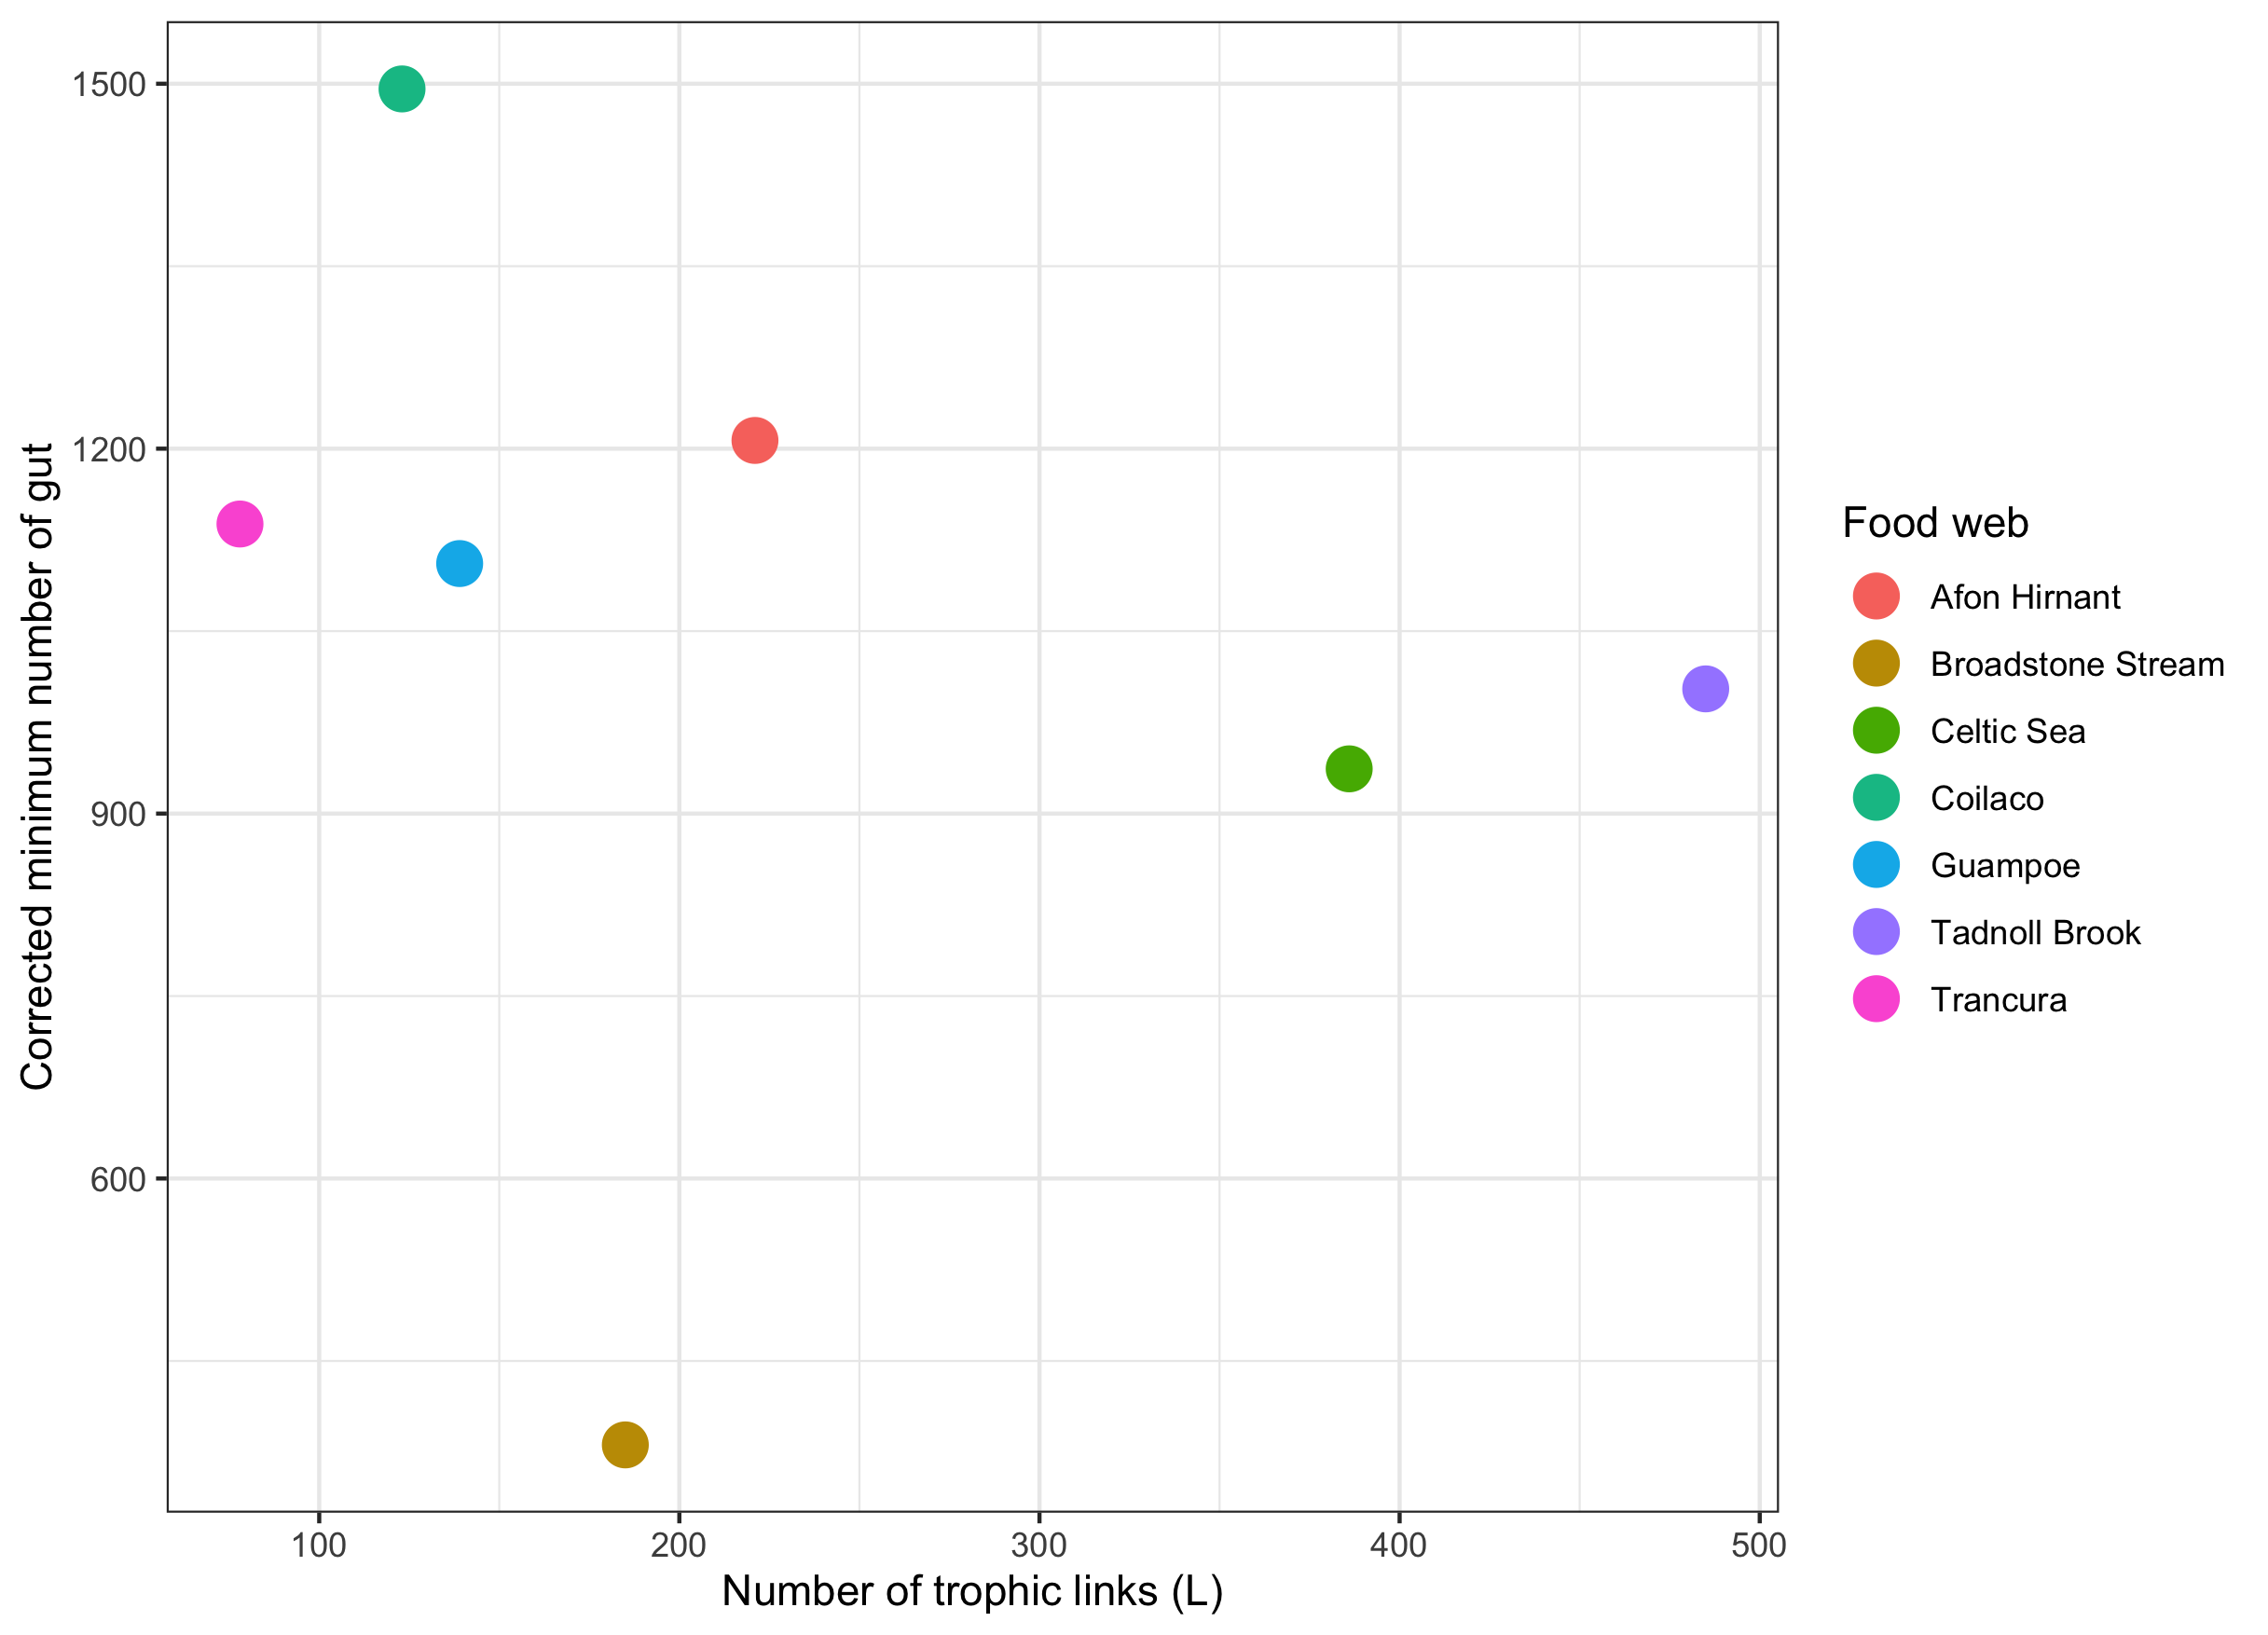 Corrected minimum number of gut
1500
1200
900
600
100 200 300 400 500
Number of trophic links (L)
Food web
Afon Hirnant
Broadstone Stream
Celtic Sea
Coilaco
Guampoe
Tadnoll Brook
Trancura